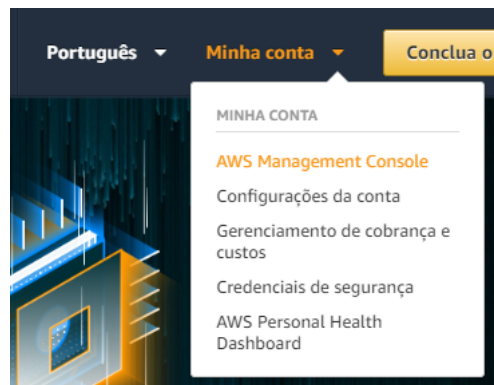 Português
Minha conta
Conclua o
MINHA CONTA
AWS Management Console
Configurações da conta
Gerenciamento de cobrança e
custos
Credenciais de segurança
AWS Personal Health
Dashboard